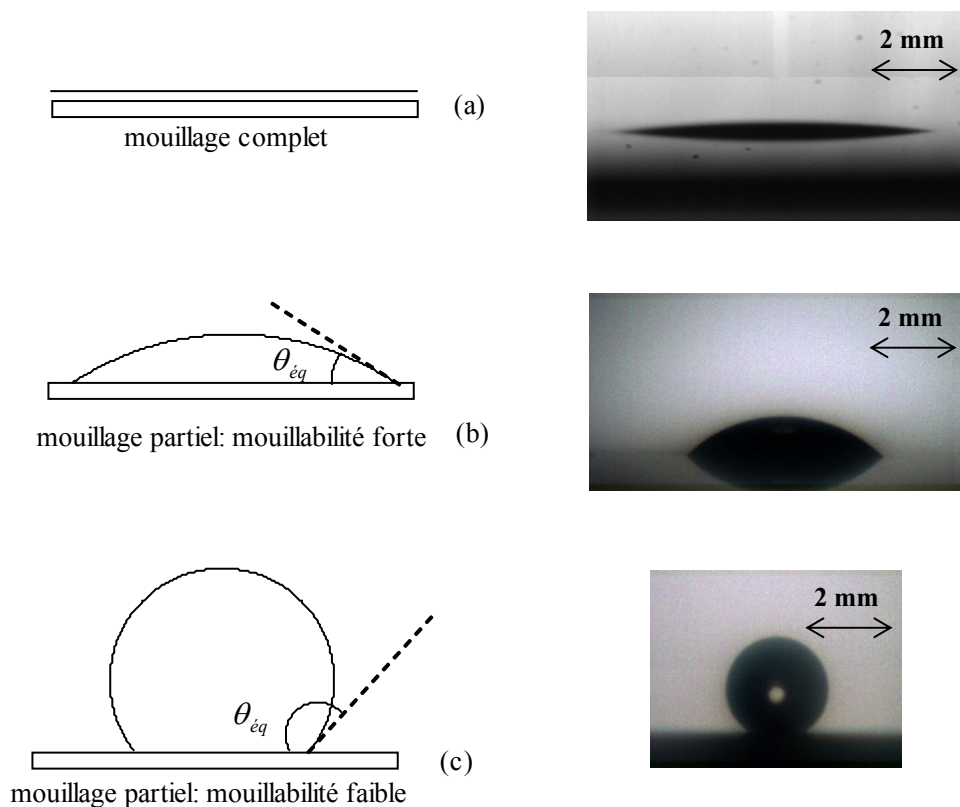 2 mm
(a)
mouillage complet
2 mm
θéq
mouillage partiel: mouillabilité forte
(b)
2 mm
θéq
(c)
mouillage partiel: mouillabilité faible